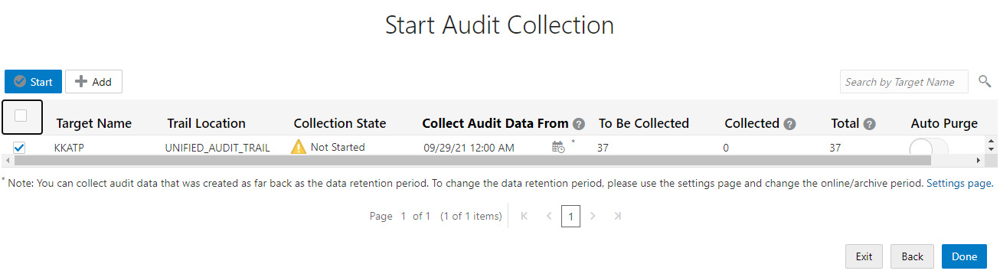 Start Audit Collection
Start Add Search by Target Name
Target Name Trail Location Collection State Collect Audit Data From ? To Be Collected Collected ? Total ? Auto Purge
KKATP UNIFIED_AUDIT_TRAIL Not Started 09/29/21 12:00 AM * 37 0 37
* Note: You can collect audit data that was created as far back as the data retention period. To change the data retention period, please use the settings page and change the online/archive period. Settings page.
Page 1 of 1 (1 of 1 items) 1
Exit Back Done